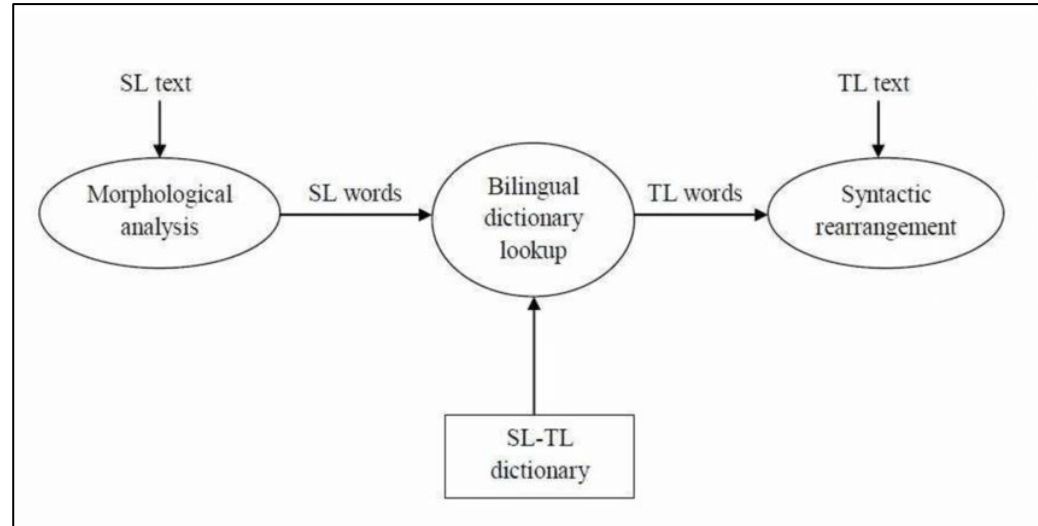 SL text
TL text
Morphological
analysis
SL words
Bilingual
dictionary
lookup
TL words
Syntactic
rearrangement
SL-TL
dictionary